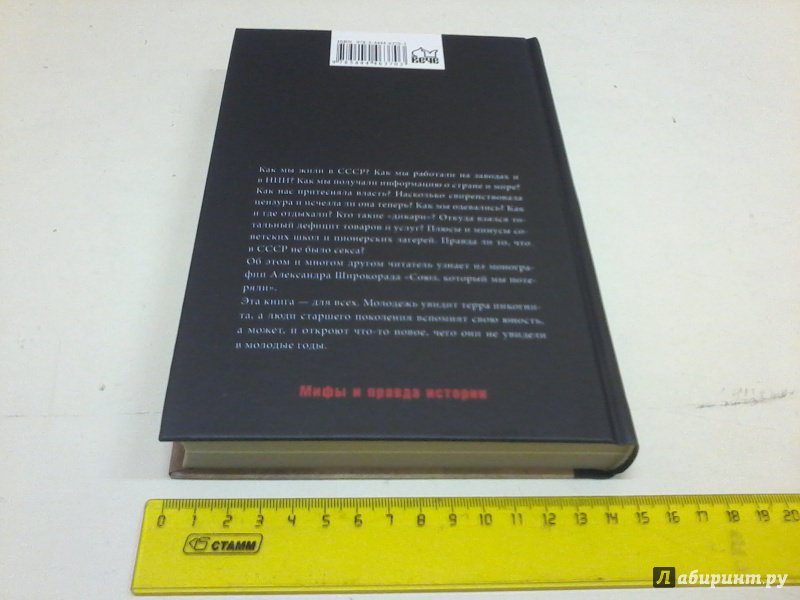 ВЕЧЕ
Как мы жили в СССР? Как мы работали на заводах и
в НИИ? Как мы получали информацию о стране и мире?
Как нас притесняла власть? Насколько свирепствовала
цензура и исчезла ли она теперь? Как мы одевались? Как
и где отдыхали? Кто такие «дикари»? Откуда взялся то-
тальный дефицит товаров и услуг? Плюсы и минусы со-
ветских школ и пионерских лагерей. Правда ли то, что
в СССР не было секса?
Об этом и многом другом читатель узнает из моногра-
фии Александра Широкорада «Союз, который мы поте-
ряли».
Эта книга — для всех. Молодежь увидит терра инкогни-
та, а люди старшего поколения вспомнят свою юность,
а может, и откроют что-то новое, чего они не увидели
в молодые годы.
Мифы и правда истории
0 1 2 3 4 5 6 7 8 9 10 11 12 13 14 15 16 17 18 19 20
СТАММ
Лабиринт.ру